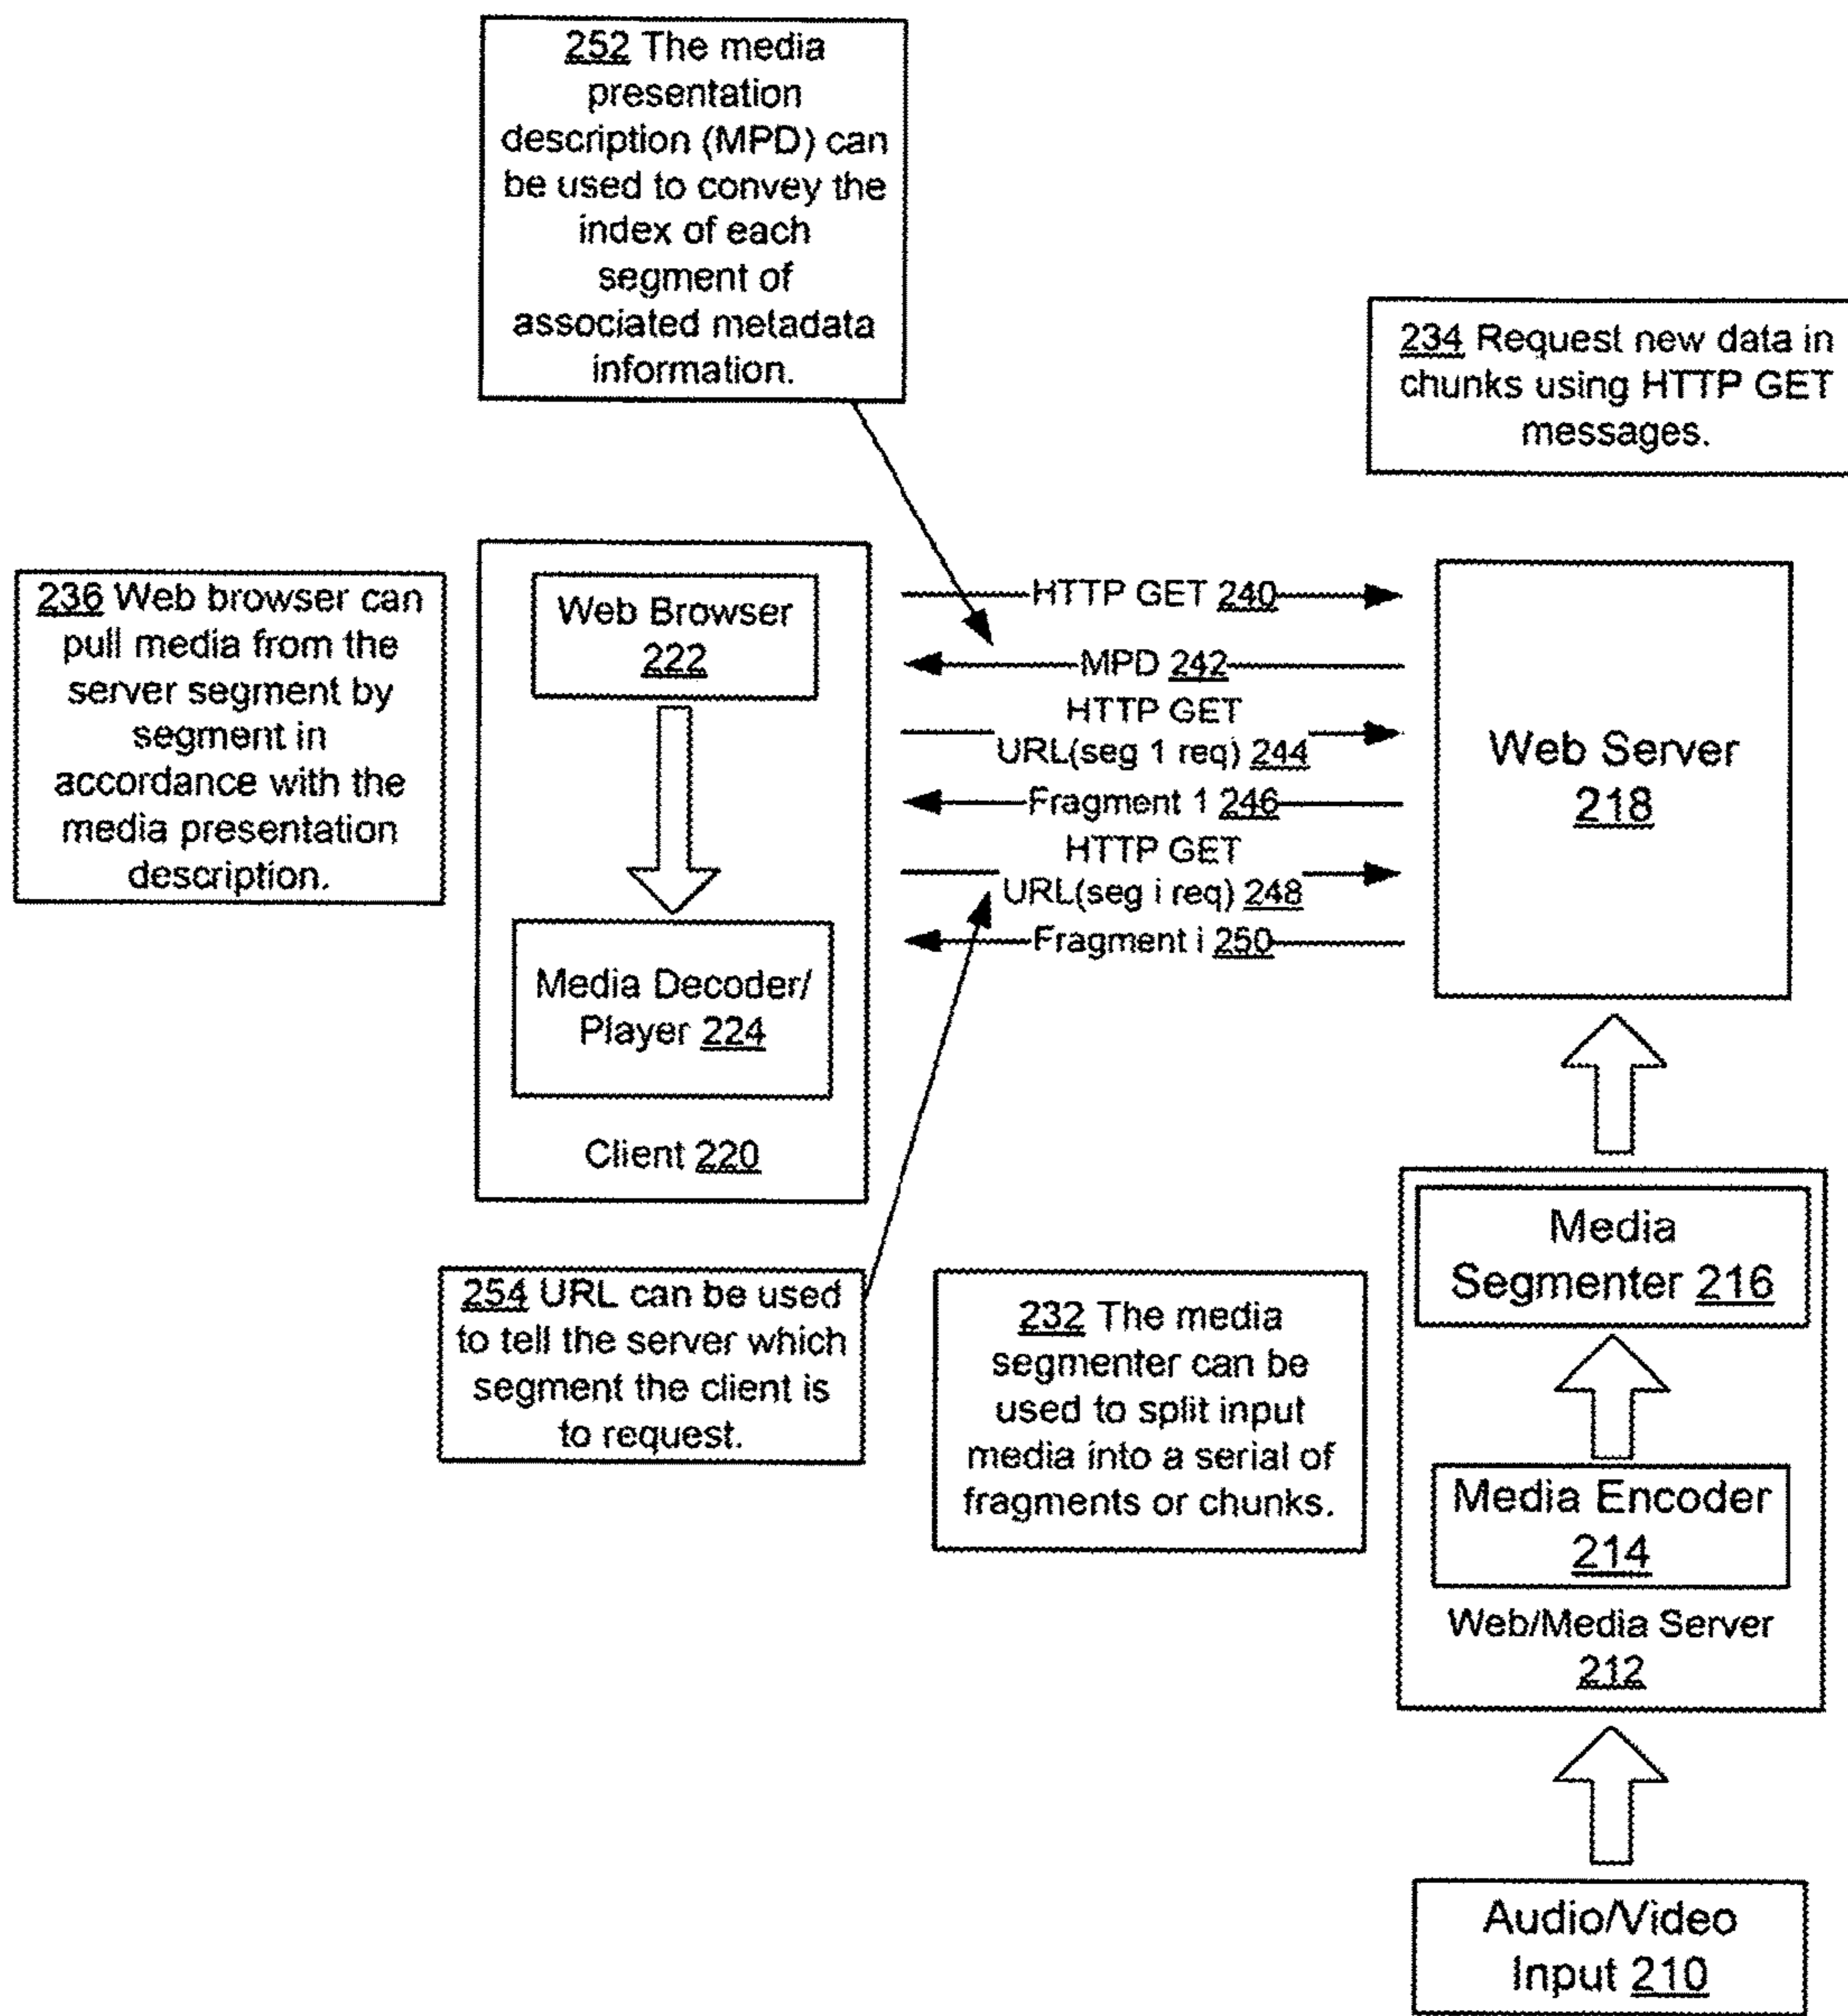 252 The media
presentation
description (MPD) can
be used to convey the
index of each
segment of
associated metadata
information.
234 Request new data in
chunks using HTTP GET
messages.
236 Web browser can
pull media from the
server segment by
segment in
accordance with the
media presentation
description.
Web Browser
222
Media Decoder/
Player 224
Client 220
HTTP GET 240
MPD 242
HTTP GET
URL(seg 1 req) 244
Fragment 1 246
HTTP GET
URL(seg i req) 248
Fragment i 250
Web Server
218
254 URL can be used
to tell the server which
segment the client is
to request.
232 The media
segmenter can be
used to split input
media into a serial of
fragments or chunks.
Media
Segmenter 216
Media Encoder
214
Web/Media Server
212
Audio/Video
Input 210